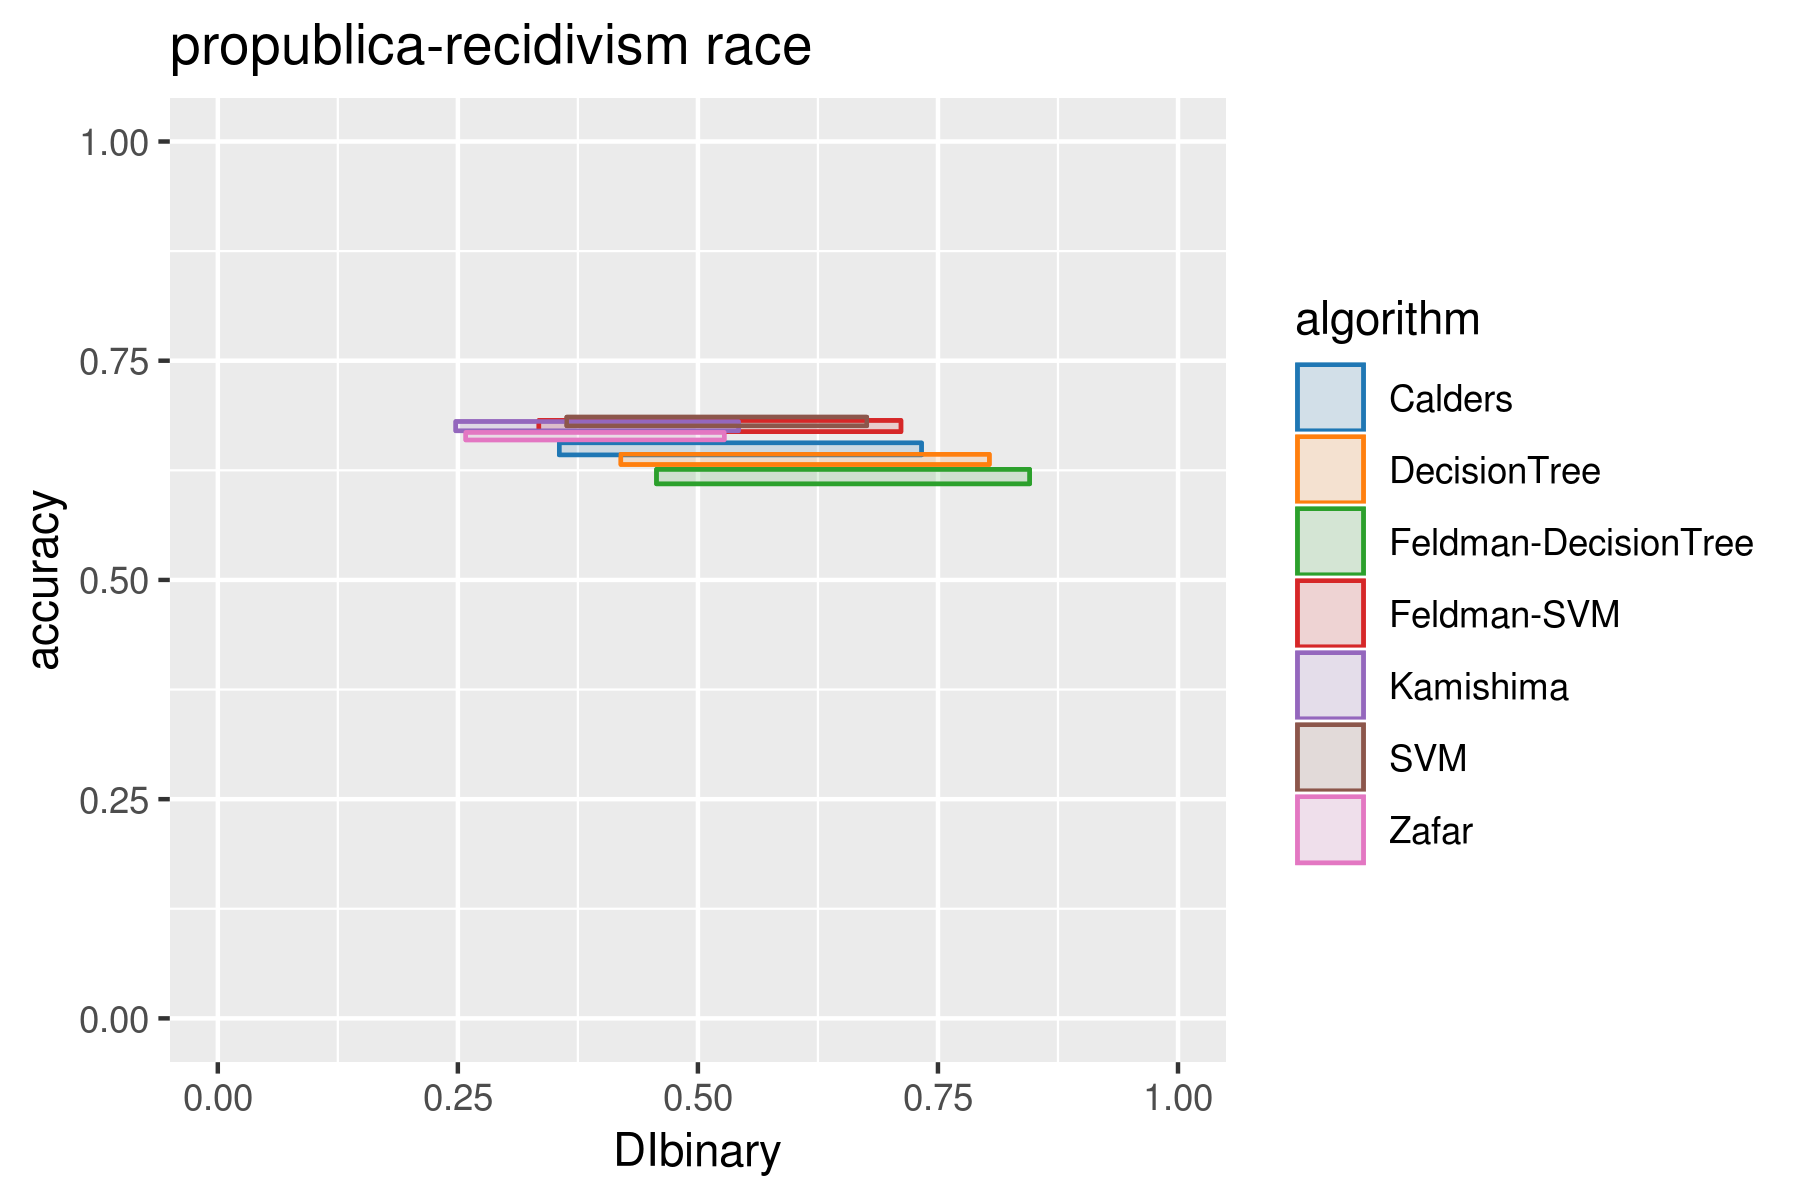 propublica-recidivism race
1.00
0.75
0.50
0.25
0.00
accuracy
0.00 0.25 0.50 0.75 1.00
DIbinary
algorithm
Calders
DecisionTree
Feldman-DecisionTree
Feldman-SVM
Kamishima
SVM
Zafar